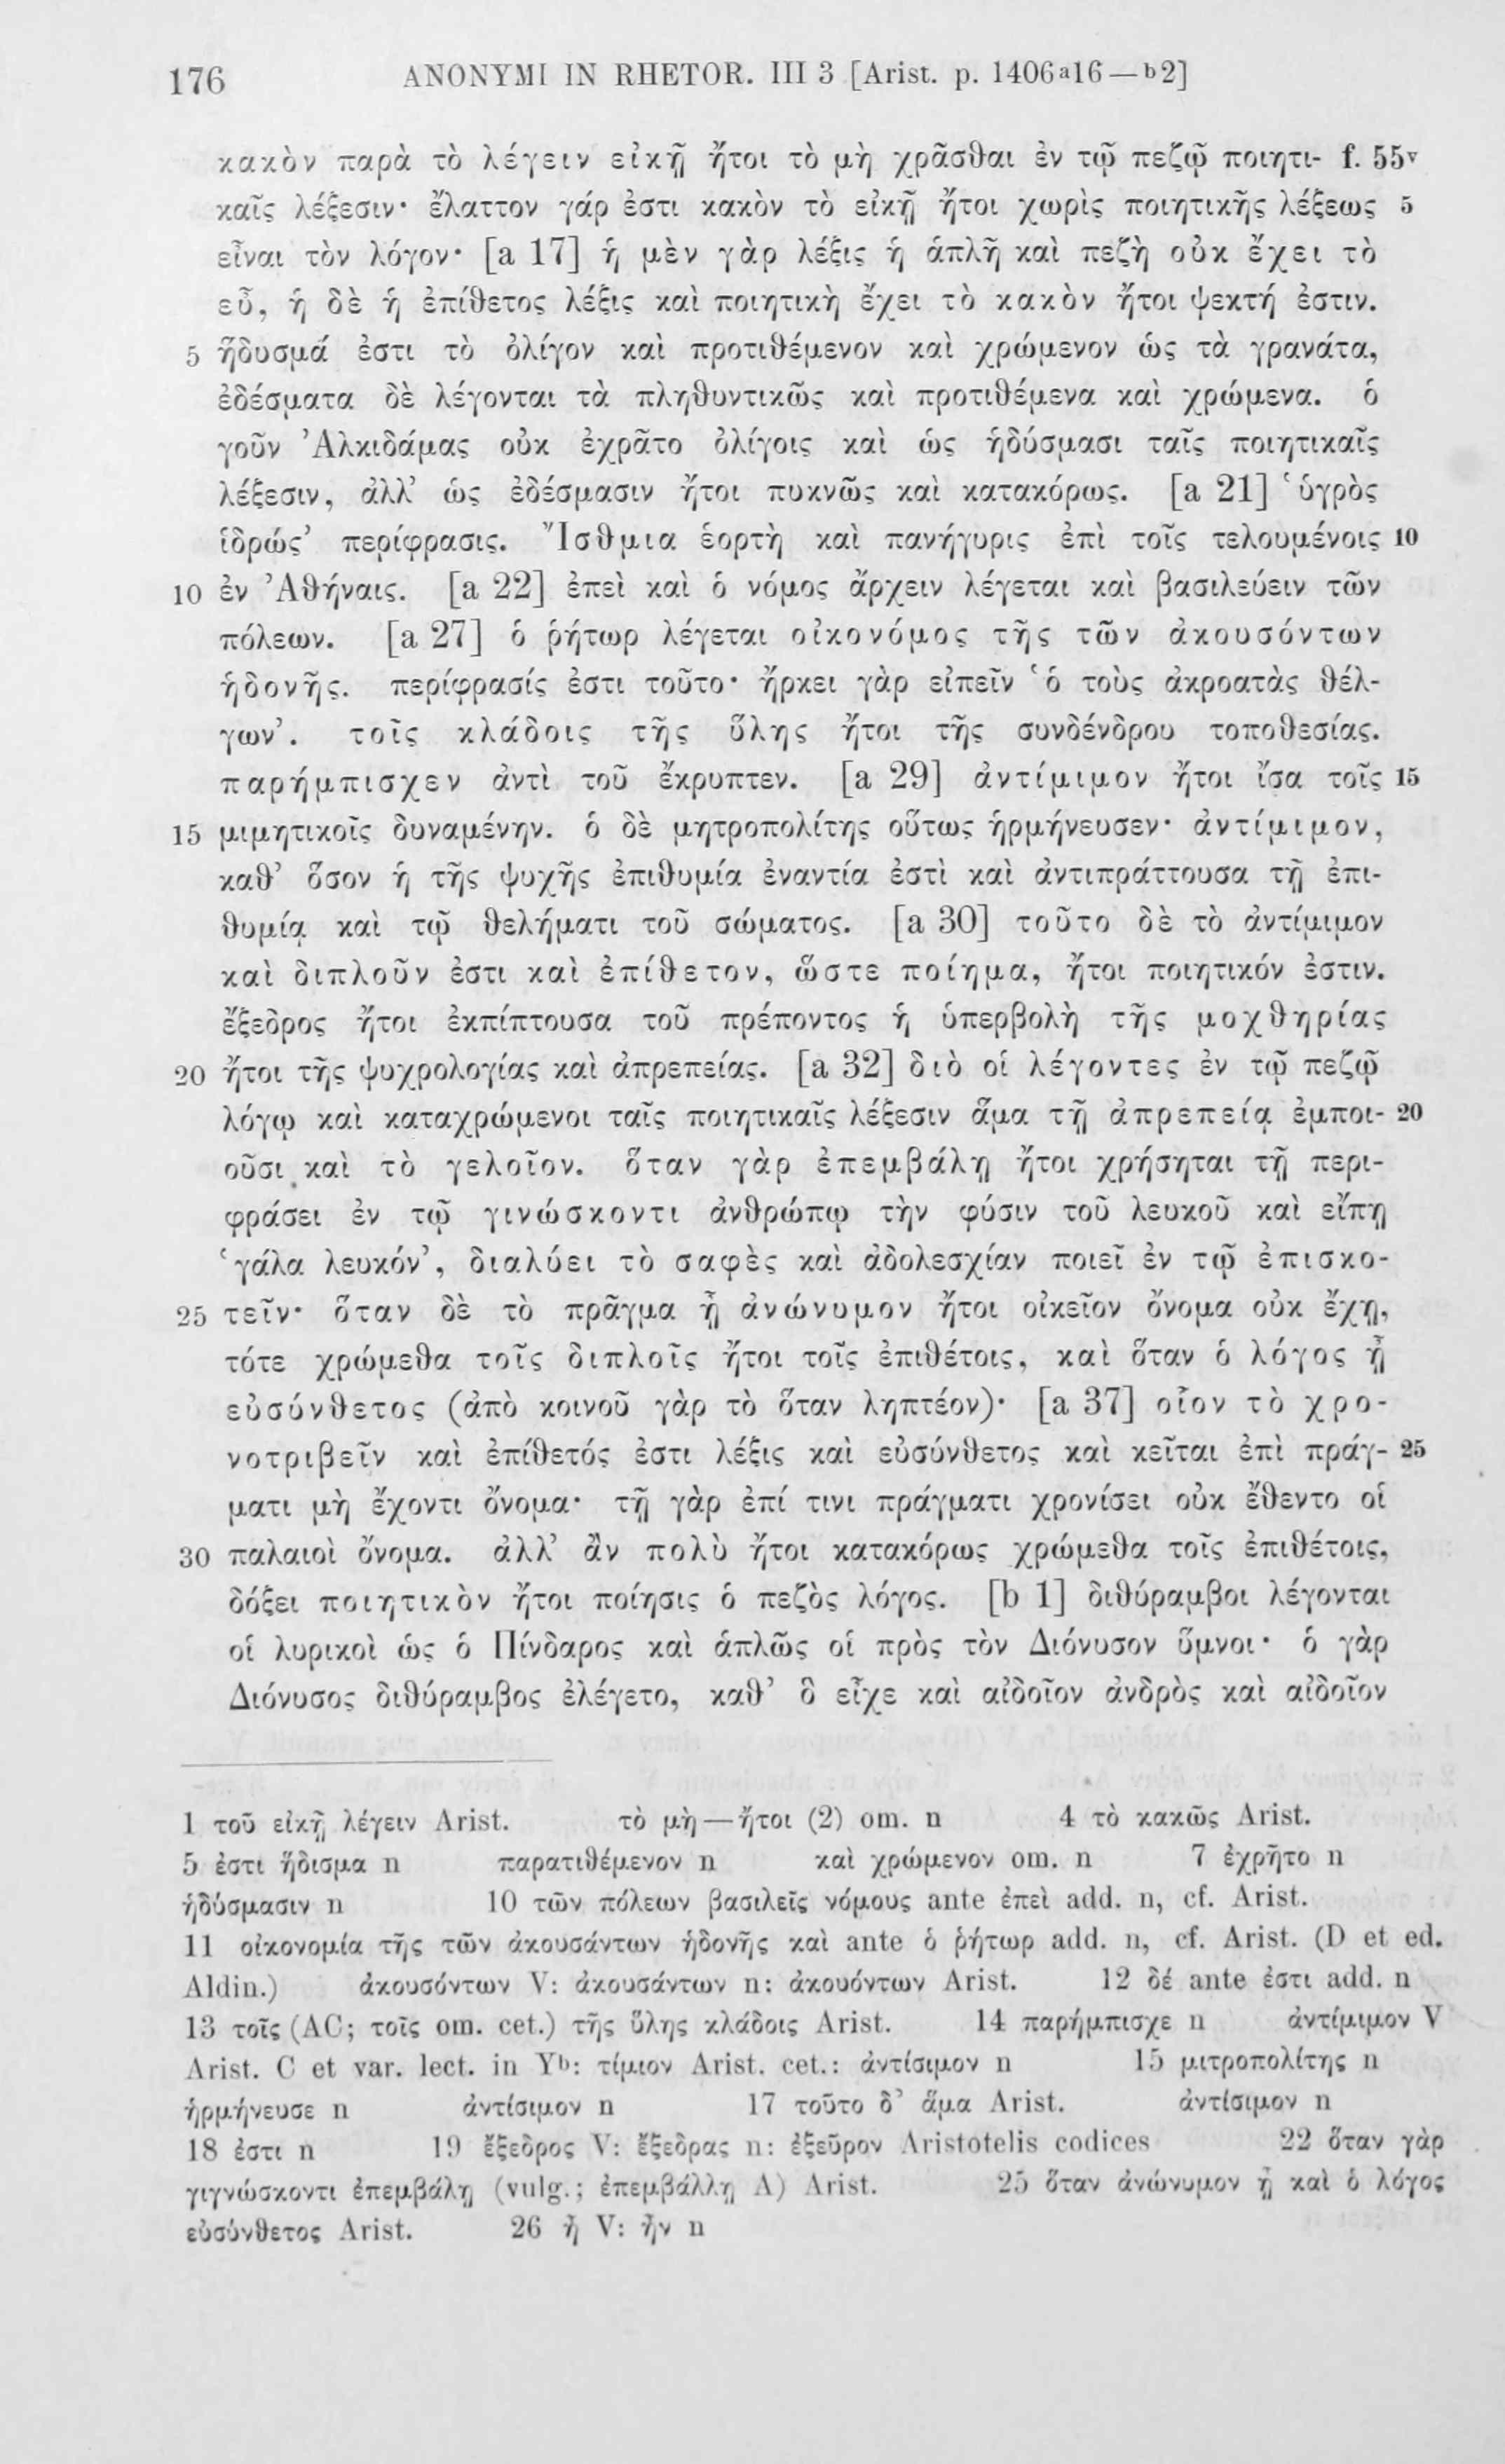 176 ANONYMI IN RHETOR. III 3 [Arist. p. 1406a16 — b2]
κακὸν παρὰ τὸ λέγειν εἰκῇ ἤτοι τὸ μὴ χρᾶσθαι ἐν τῷ πεζῷ ποιητι- f. 55v
καῖς λέξεσιν· ἔλαττον γάρ ἐστι κακὸν τὸ εἰκῇ ἤτοι χωρὶς ποιητικῆς λέξεως 5
εἶναι τὸν λόγον· [a 17] ἡ μὲν γὰρ λέξις ἡ ἁπλῆ καὶ πεζὴ οὐκ ἔχει τὸ
εὖ, ἡ δὲ ἡ ἐπίθετος λέξις καὶ ποιητικὴ ἔχει τὸ κακὸν ἤτοι ψεκτή ἐστιν.
5 ἥδυσμά ἐστι τὸ ὀλίγον καὶ προτιθέμενον καὶ χρώμενον ὡς τὰ γρανάτα,
ἐδέσματα δὲ λέγονται τὰ πληθυντικῶς καὶ προτιθέμενα καὶ χρώμενα. ὁ
γοῦν Ἀλκιδάμας οὐκ ἐχρᾶτο ὀλίγοις καὶ ὡς ἡδύσμασι ταῖς ποιητικαῖς
λέξεσιν, ἀλλ’ ὡς ἐδέσμασιν ἤτοι πυκνῶς καὶ κατακόρως. [a 21] ‘ὑγρὸς
ἱδρώς’ περίφρασις. Ἴσθμια ἑορτὴ καὶ πανήγυρις ἐπὶ τοῖς τελουμένοις 10
10 ἐν Ἀθήναις. [a 22] ἐπεὶ καὶ ὁ νόμος ἄρχειν λέγεται καὶ βασιλεύειν τῶν
πόλεων. [a 27] ὁ ῥήτωρ λέγεται οἰκονόμος τῆς τῶν ἀκουσόντων
ἡδονῆς. περίφρασίς ἐστι τοῦτο· ἤρκει γὰρ εἰπεῖν ‘ὁ τοὺς ἀκροατὰς θέλ-
γων’. τοῖς κλάδοις τῆς ὕλης ἤτοι τῆς συνδένδρου τοποθεσίας.
παρήμπισχεν ἀντὶ τοῦ ἔκρυπτεν. [a 29] ἀντίμιμον ἤτοι ἴσα τοῖς 15
15 μιμητικοῖς δυναμένην. ὁ δὲ μητροπολίτης οὕτως ἡρμήνευσεν· ἀντίμιμον,
καθ’ ὅσον ἡ τῆς ψυχῆς ἐπιθυμία ἐναντία ἐστὶ καὶ ἀντιπράττουσα τῇ ἐπι-
θυμίᾳ καὶ τῷ θελήματι τοῦ σώματος. [a 30] τοῦτο δὲ τὸ ἀντίμιμον
καὶ διπλοῦν ἐστι καὶ ἐπίθετον, ὥστε ποίημα, ἤτοι ποιητικόν ἐστιν.
ἔξεδρος ἤτοι ἐκπίπτουσα τοῦ πρέποντος ἡ ὑπερβολὴ τῆς μοχθηρίας
20 ἤτοι τῆς ψυχρολογίας καὶ ἀπρεπείας. [a 32] διὸ οἱ λέγοντες ἐν τῷ πεζῷ
λόγῳ καὶ καταχρώμενοι ταῖς ποιητικαῖς λέξεσιν ἅμα τῇ ἀπρεπείᾳ ἐμποι- 20
οῦσι καὶ τὸ γελοῖον. ὅταν γὰρ ἐπεμβάλῃ ἤτοι χρήσηται τῇ περι-
φράσει ἐν τῷ γινώσκοντι ἀνθρώπῳ τὴν φύσιν τοῦ λευκοῦ καὶ εἴπῃ
‘γάλα λευκόν’, διαλύει τὸ σαφὲς καὶ ἀδολεσχίαν ποιεῖ ἐν τῷ ἐπισκο-
25 τεῖν· ὅταν δὲ τὸ πρᾶγμα ᾖ ἀνώνυμον ἤτοι οἰκεῖον ὄνομα οὐκ ἔχῃ,
τότε χρώμεθα τοῖς διπλοῖς ἤτοι τοῖς ἐπιθέτοις, καὶ ὅταν ὁ λόγος ᾖ
εὐσύνθετος (ἀπὸ κοινοῦ γὰρ τὸ ὅταν ληπτέον)· [a 37] οἷον τὸ χρο-
νοτριβεῖν καὶ ἐπίθετός ἐστι λέξις καὶ εὐσύνθετος καὶ κεῖται ἐπὶ πράγ- 25
ματι μὴ ἔχοντι ὄνομα· τῇ γὰρ ἐπί τινι πράγματι χρονίσει οὐκ ἔθεντο οἱ
30 παλαιοὶ ὄνομα. ἀλλ’ ἂν πολὺ ἤτοι κατακόρως χρώμεθα τοῖς ἐπιθέτοις,
δόξει ποιητικὸν ἤτοι ποίησις ὁ πεζὸς λόγος. [b 1] διθύραμβοι λέγονται
οἱ λυρικοὶ ὡς ὁ Πίνδαρος καὶ ἁπλῶς οἱ πρὸς τὸν Διόνυσον ὕμνοι· ὁ γὰρ
Διόνυσος διθύραμβος ἐλέγετο, καθ’ ὃ εἶχε καὶ αἰδοῖον ἀνδρὸς καὶ αἰδοῖον
1 τοῦ εἰκῇ λέγειν Arist. τὸ μὴ — ἤτοι (2) om. n 4 τὸ κακῶς Arist.
5 ἐστι ἥδισμα n παρατιθέμενον n καὶ χρώμενον om. n 7 ἐχρῆτο n
ἡδύσμασιν n 10 τῶν πόλεων βασιλεῖς νόμους ante ἐπεὶ add. n, cf. Arist.
11 οἰκονομία τῆς τῶν ἀκουσάντων ἡδονῆς καὶ ante ὁ ῥήτωρ add. n, cf. Arist. (D et ed.
Aldin.) ἀκουσόντων V: ἀκουσάντων n: ἀκουόντων Arist. 12 δέ ante ἐστι add. n
13 τοῖς (AC; τοῖς om. cet.) τῆς ὕλης κλάδοις Arist. 14 παρήμπισχε n ἀντίμιμον V
Arist. C et var. lect. in Yb: τίμιον Arist. cet.: ἀντίσιμον n 15 μιτροπολίτης n
ἡρμήνευσε n ἀντίσιμον n 17 τοῦτο δ’ ἅμα Arist. ἀντίσιμον n
18 ἐστι n 19 ἔξεδρος V: ἔξεδρας n: ἐξεῦρον Aristotelis codices 22 ὅταν γὰρ
γιγνώσκοντι ἐπεμβάλῃ (vulg.; ἐπεμβάλλῃ A) Arist. 25 ὅταν ἀνώνυμον ᾖ καὶ ὁ λόγος
εὐσύνθετος Arist. 26 ᾖ V: ἦν n